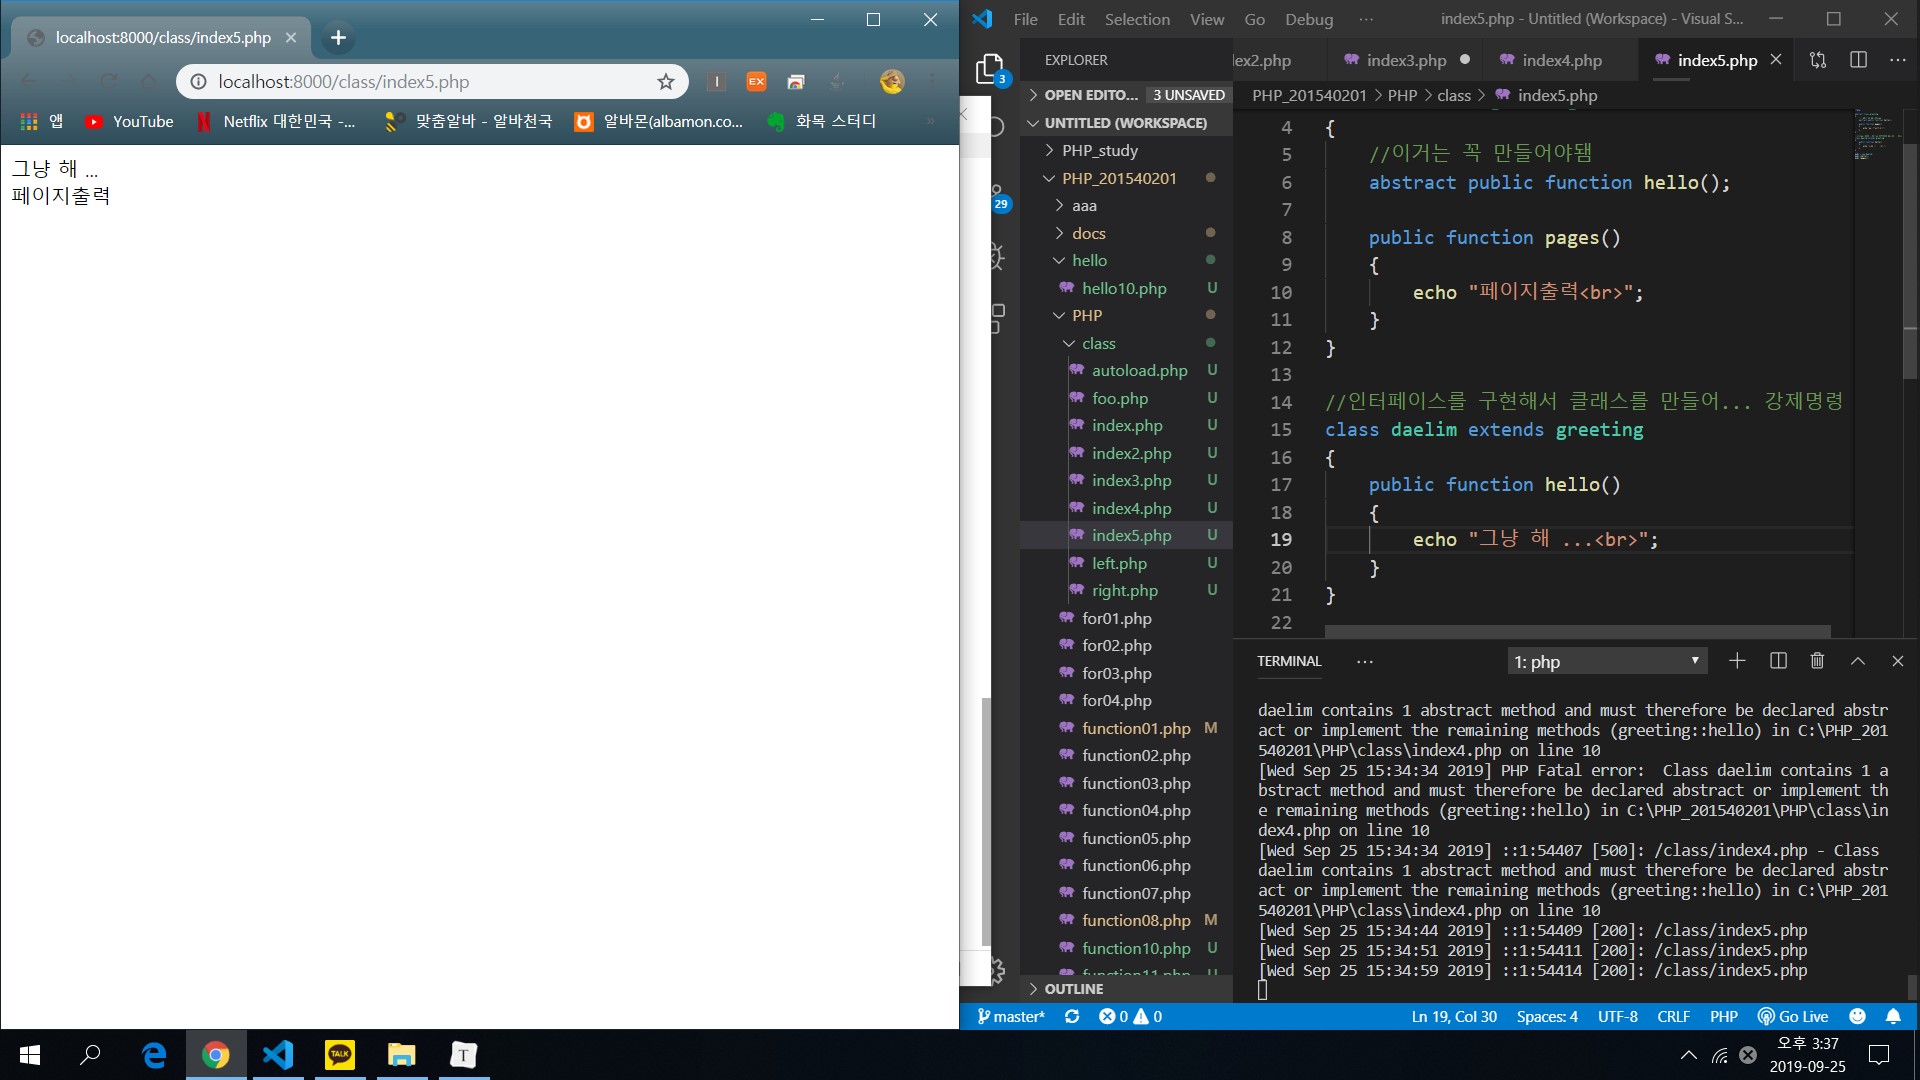 localhost:8000/class/index5.php
localhost:8000/class/index5.php
앱 YouTube Netflix 대한민국 -... 맞춤알바 - 알바천국 알바몬(albamon.co... 화목 스터디
그냥 해 ...
페이지출력
File Edit Selection View Go Debug ... index5.php - Untitled (Workspace) - Visual S...
EXPLORER
3
29
OPEN EDITO... 3 UNSAVED
UNTITLED (WORKSPACE)
PHP_study
PHP_201540201
aaa
docs
hello
hello10.php U
PHP
class
autoload.php U
foo.php U
index.php U
index2.php U
index3.php U
index4.php U
index5.php U
left.php U
right.php U
for01.php
for02.php
for03.php
for04.php
function01.php M
function02.php
function03.php
function04.php
function05.php
function06.php
function07.php
function08.php M
function10.php U
OUTLINE
index3.php index4.php index5.php
PHP_201540201 > PHP > class > index5.php
4 {
5 //이거는 꼭 만들어야됌
6 abstract public function hello();
7
8 public function pages()
9 {
10 echo "페이지출력<br>";
11 }
12 }
13
14 //인터페이스를 구현해서 클래스를 만들어... 강제명령
15 class daelim extends greeting
16 {
17 public function hello()
18 {
19 echo "그냥 해 ...<br>";
20 }
21 }
22
TERMINAL ... 1: php
daelim contains 1 abstract method and must therefore be declared abstr
act or implement the remaining methods (greeting::hello) in C:\PHP_201
540201\PHP\class\index4.php on line 10
[Wed Sep 25 15:34:34 2019] PHP Fatal error:  Class daelim contains 1 a
bstract method and must therefore be declared abstract or implement th
e remaining methods (greeting::hello) in C:\PHP_201540201\PHP\class\in
dex4.php on line 10
[Wed Sep 25 15:34:34 2019] ::1:54407 [500]: /class/index4.php - Class
daelim contains 1 abstract method and must therefore be declared abstr
act or implement the remaining methods (greeting::hello) in C:\PHP_201
540201\PHP\class\index4.php on line 10
[Wed Sep 25 15:34:44 2019] ::1:54409 [200]: /class/index5.php
[Wed Sep 25 15:34:51 2019] ::1:54411 [200]: /class/index5.php
[Wed Sep 25 15:34:59 2019] ::1:54414 [200]: /class/index5.php
master* 0 0 Ln 19, Col 30 Spaces: 4 UTF-8 CRLF PHP Go Live
TALK T
오후 3:37
2019-09-25